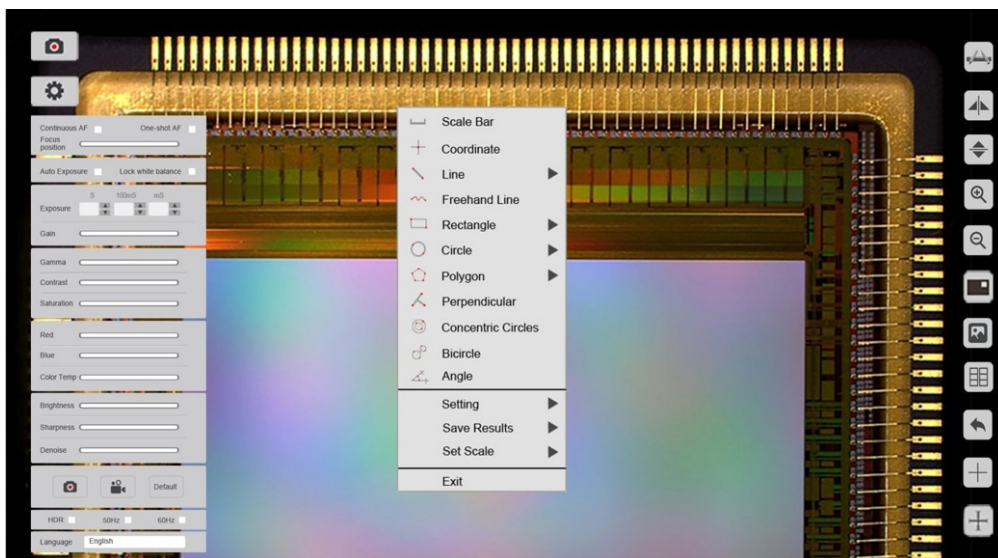 Continuous AF One-shot AF
Focus
position
Auto Exposure Lock white balance
S 100mS mS
Exposure
Gain
Gamma
Contrast
Saturation
Red
Blue
Color Temp
Brightness
Sharpness
Denoise
Default
HDR 50Hz 60Hz
Language English
Scale Bar
Coordinate
Line
Freehand Line
Rectangle
Circle
Polygon
Perpendicular
Concentric Circles
Bicircle
Angle
Setting
Save Results
Set Scale
Exit